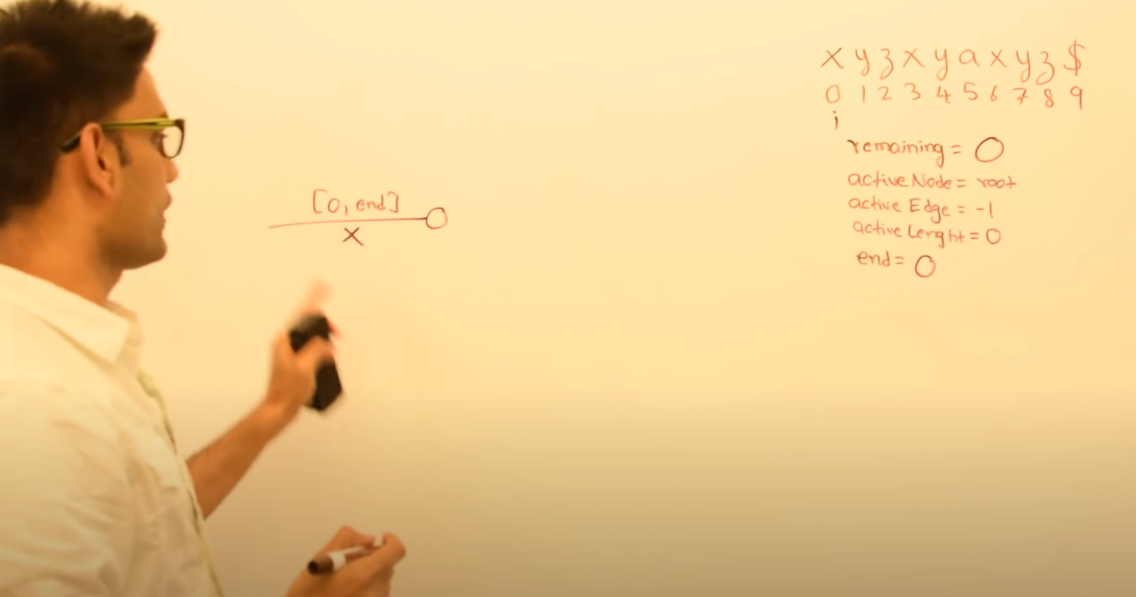 [0, end]
x
x y z x y a x y z $
0 1 2 3 4 5 6 7 8 9
i
remaining = 0
active Node = root
active Edge = -1
active Lenght = 0
end = 0